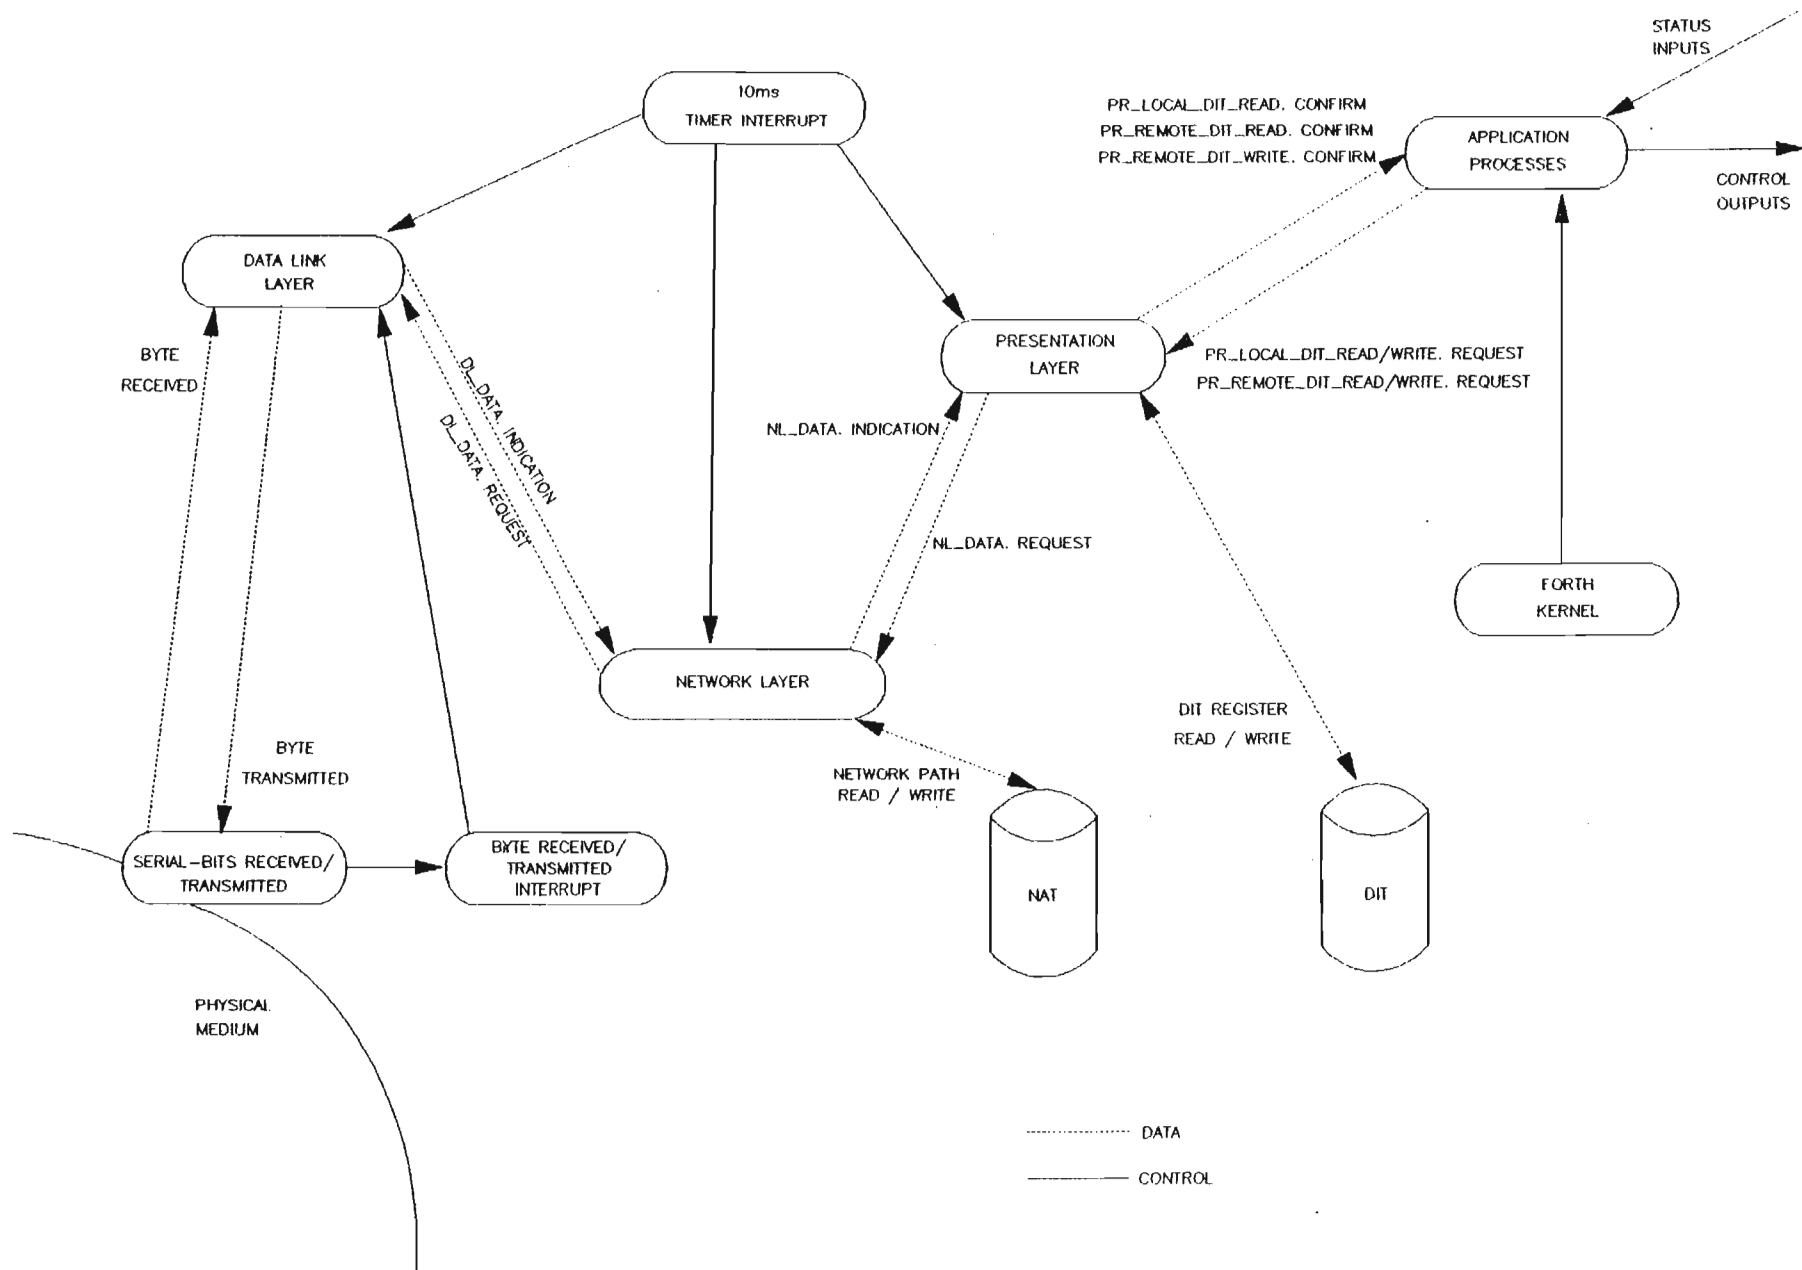 STATUS
INPUTS
10ms
TIMER INTERRUPT
PR_LOCAL_DIT_READ. CONFIRM
PR_REMOTE_DIT_READ. CONFIRM
PR_REMOTE_DIT_WRITE. CONFIRM
APPLICATION
PROCESSES
CONTROL
OUTPUTS
DATA LINK
LAYER
BYTE
RECEIVED
DL_DATA. INDICATION
DL_DATA. REQUEST
PRESENTATION
LAYER
PR_LOCAL_DIT_READ/WRITE. REQUEST
PR_REMOTE_DIT_READ/WRITE. REQUEST
NL_DATA. INDICATION
NL_DATA. REQUEST
FORTH
KERNEL
NETWORK LAYER
DIT REGISTER
READ / WRITE
BYTE
TRANSMITTED
NETWORK PATH
READ / WRITE
SERIAL-BITS RECEIVED/
TRANSMITTED
BYTE RECEIVED/
TRANSMITTED
INTERRUPT
NAT
DIT
PHYSICAL
MEDIUM
DATA
CONTROL